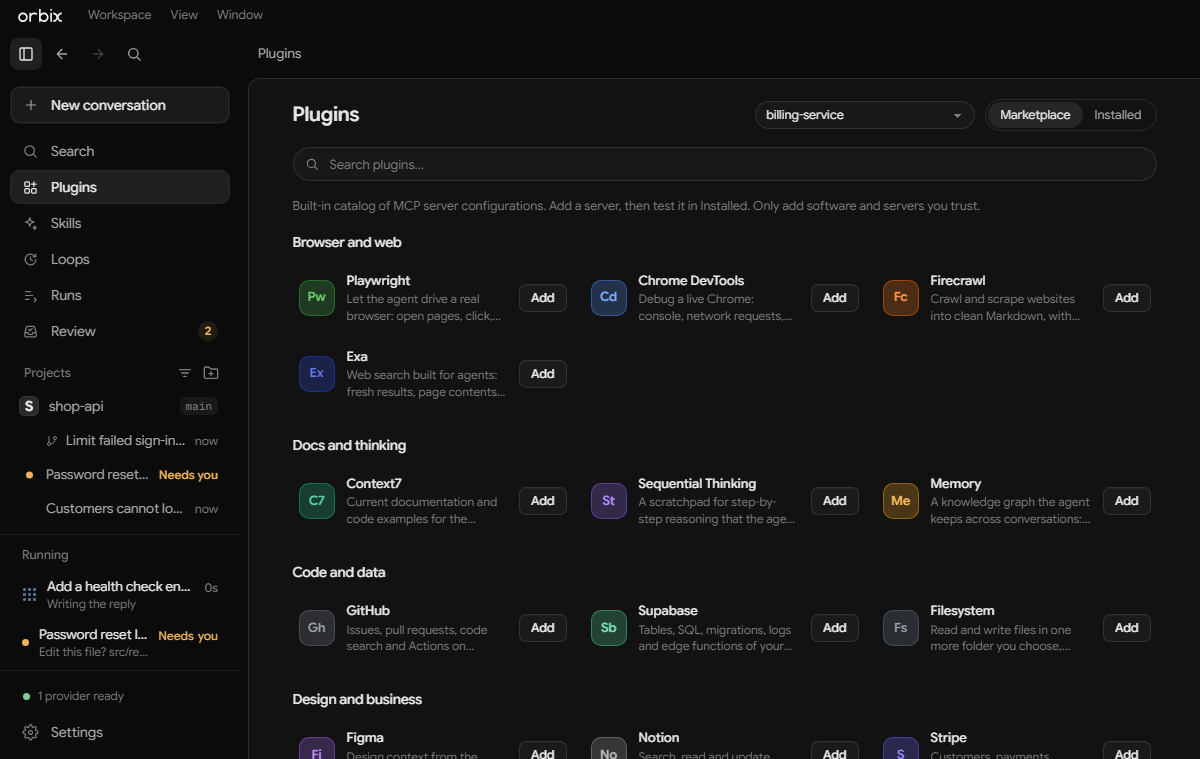 orbix
Workspace View Window
Plugins
New conversation
Search
Plugins
Skills
Loops
Runs
Review 2
Projects
S shop-api main
Limit failed sign-in... now
Password reset... Needs you
Customers cannot lo... now
Running
Add a health check en... 0s
Writing the reply
Password reset l... Needs you
Edit this file? src/re...
1 provider ready
Settings
Plugins
billing-service
Marketplace Installed
Search plugins...
Built-in catalog of MCP server configurations. Add a server, then test it in Installed. Only add software and servers you trust.
Browser and web
Pw
Playwright
Let the agent drive a real
browser: open pages, click,...
Add
Cd
Chrome DevTools
Debug a live Chrome:
console, network requests,...
Add
Fc
Firecrawl
Crawl and scrape websites
into clean Markdown, with...
Add
Ex
Exa
Web search built for agents:
fresh results, page contents...
Add
Docs and thinking
C7
Context7
Current documentation and
code examples for the...
Add
St
Sequential Thinking
A scratchpad for step-by-
step reasoning that the age...
Add
Me
Memory
A knowledge graph the agent
keeps across conversations:...
Add
Code and data
Gh
GitHub
Issues, pull requests, code
search and Actions on...
Add
Sb
Supabase
Tables, SQL, migrations, logs
and edge functions of your...
Add
Fs
Filesystem
Read and write files in one
more folder you choose,...
Add
Design and business
Fi
Figma
Design context from the
Add
No
Notion
Search, read and update
Add
S
Stripe
Customers, payments
Add